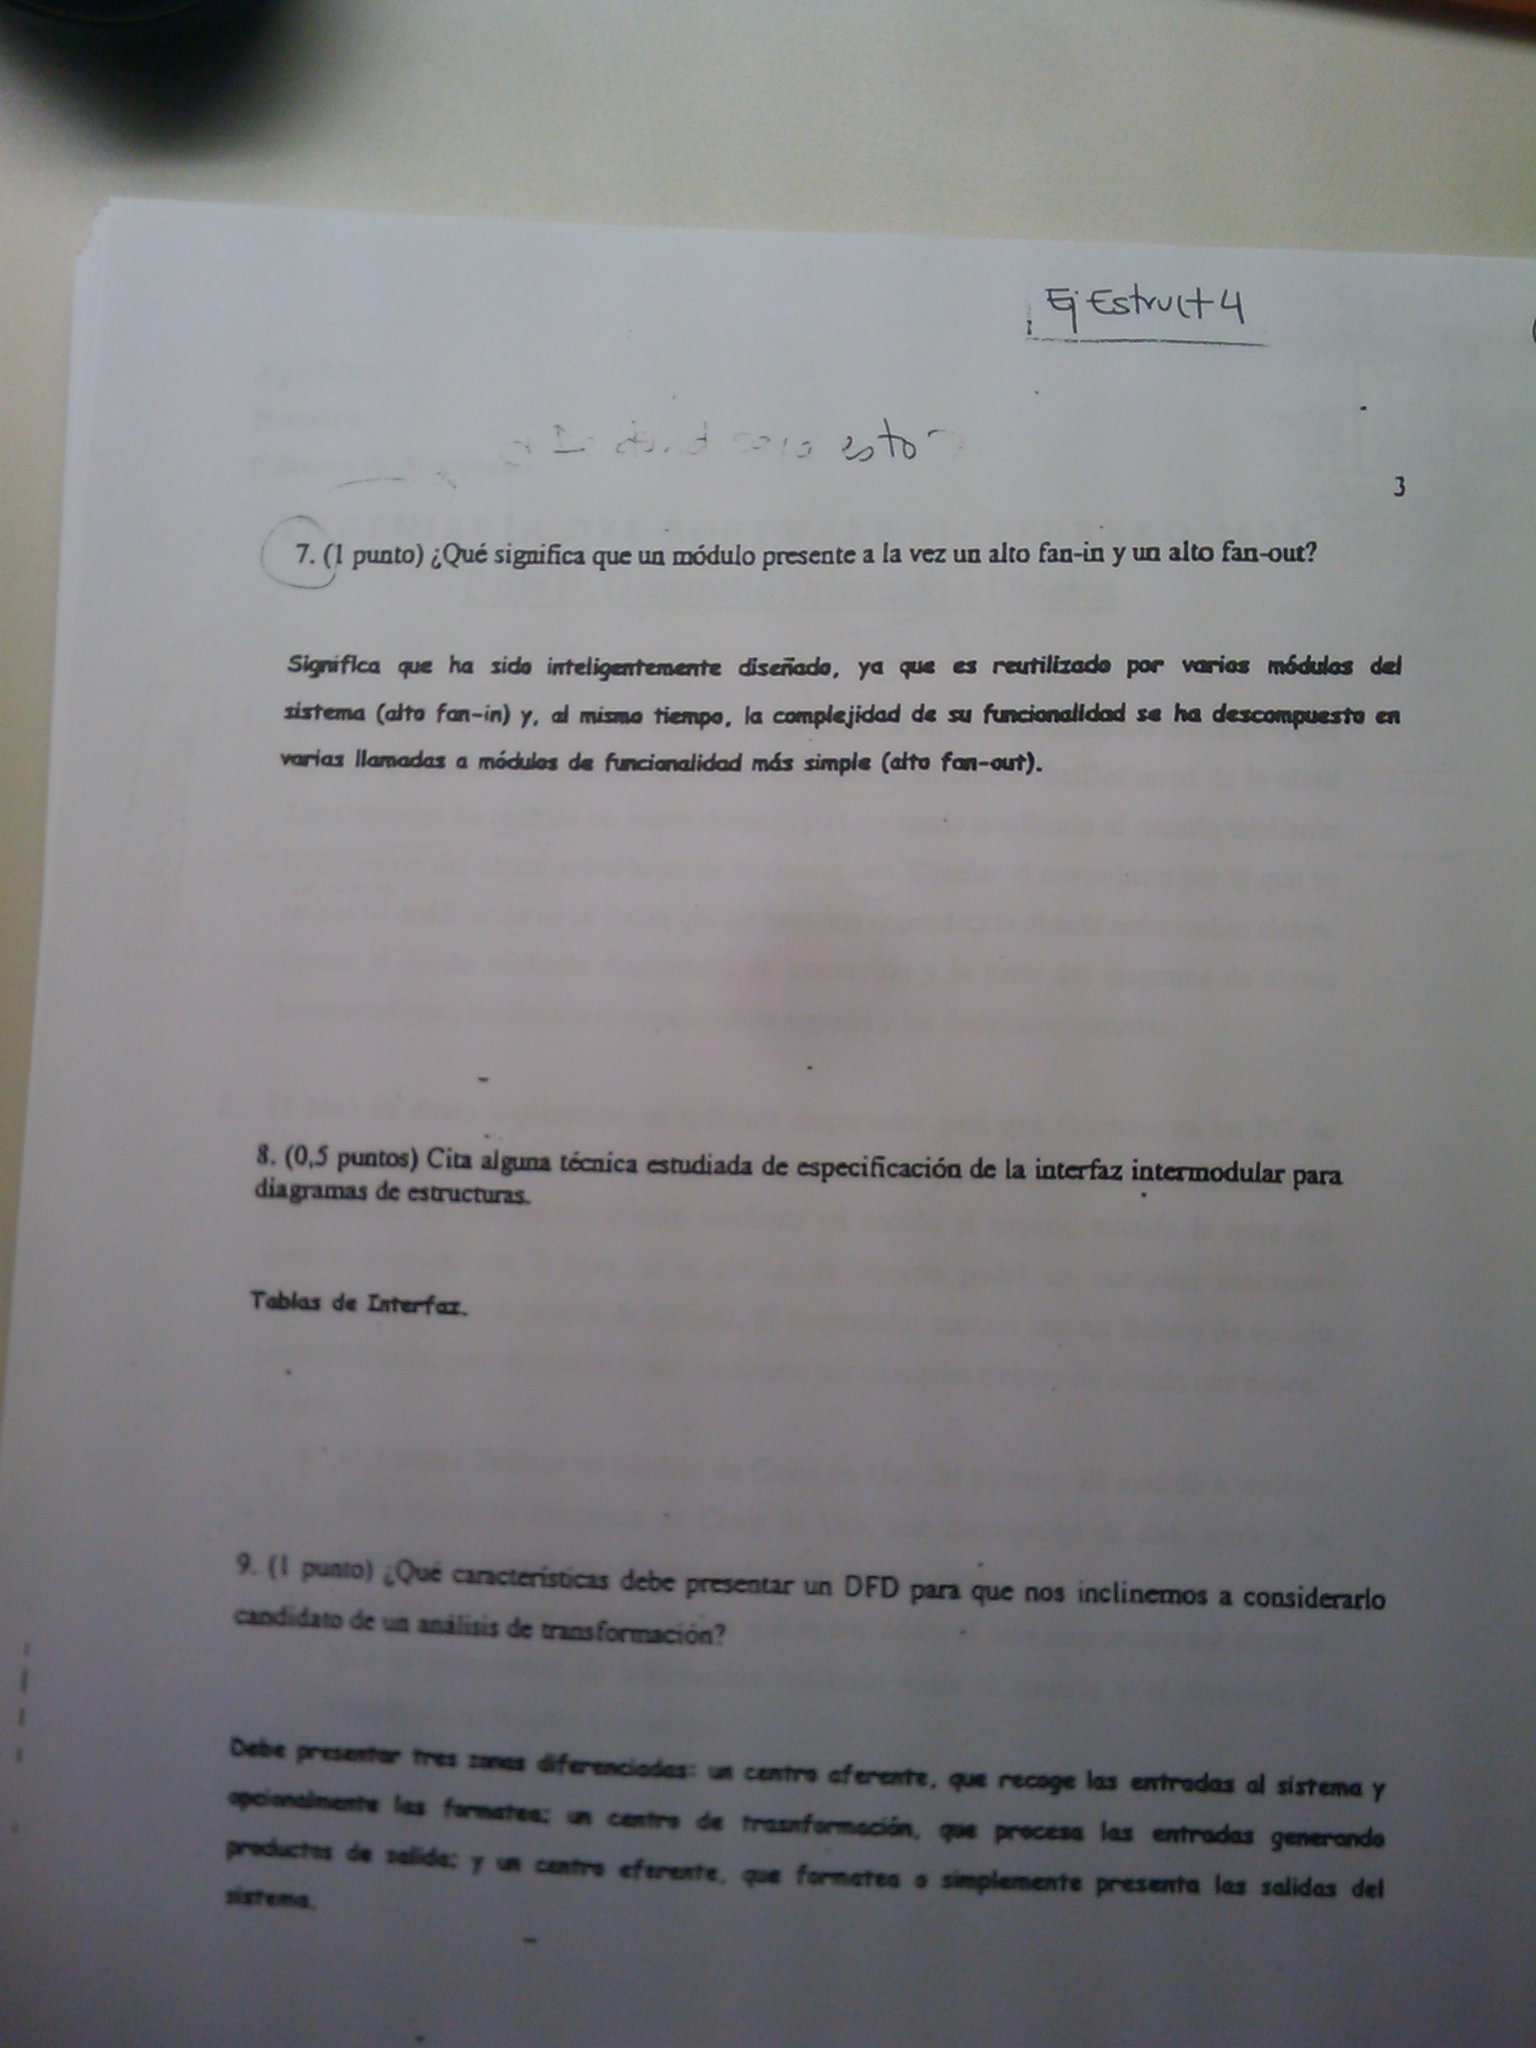 Ej Estruct 4
esto
3
7. (1 punto) ¿Qué significa que un módulo presente a la vez un alto fan-in y un alto fan-out?
Significa que ha sido inteligentemente diseñado, ya que es reutilizado por varios módulos del
sistema (alto fan-in) y, al mismo tiempo, la complejidad de su funcionalidad se ha descompuesto en
varias llamadas a módulos de funcionalidad más simple (alto fan-out).
8. (0,5 puntos) Cita alguna técnica estudiada de especificación de la interfaz intermodular para
diagramas de estructuras.
Tablas de Interfaz.
9. (1 punto) ¿Qué características debe presentar un DFD para que nos inclinemos a considerarlo
candidato de un análisis de transformación?
Debe presentar tres zonas diferenciadas: un centro aferente, que recoge las entradas al sistema y
opcionalmente las formatea; un centro de trasnformación, que procesa las entradas generando
productos de salida; y un centro eferente, que formatea o simplemente presenta las salidas del
sistema.